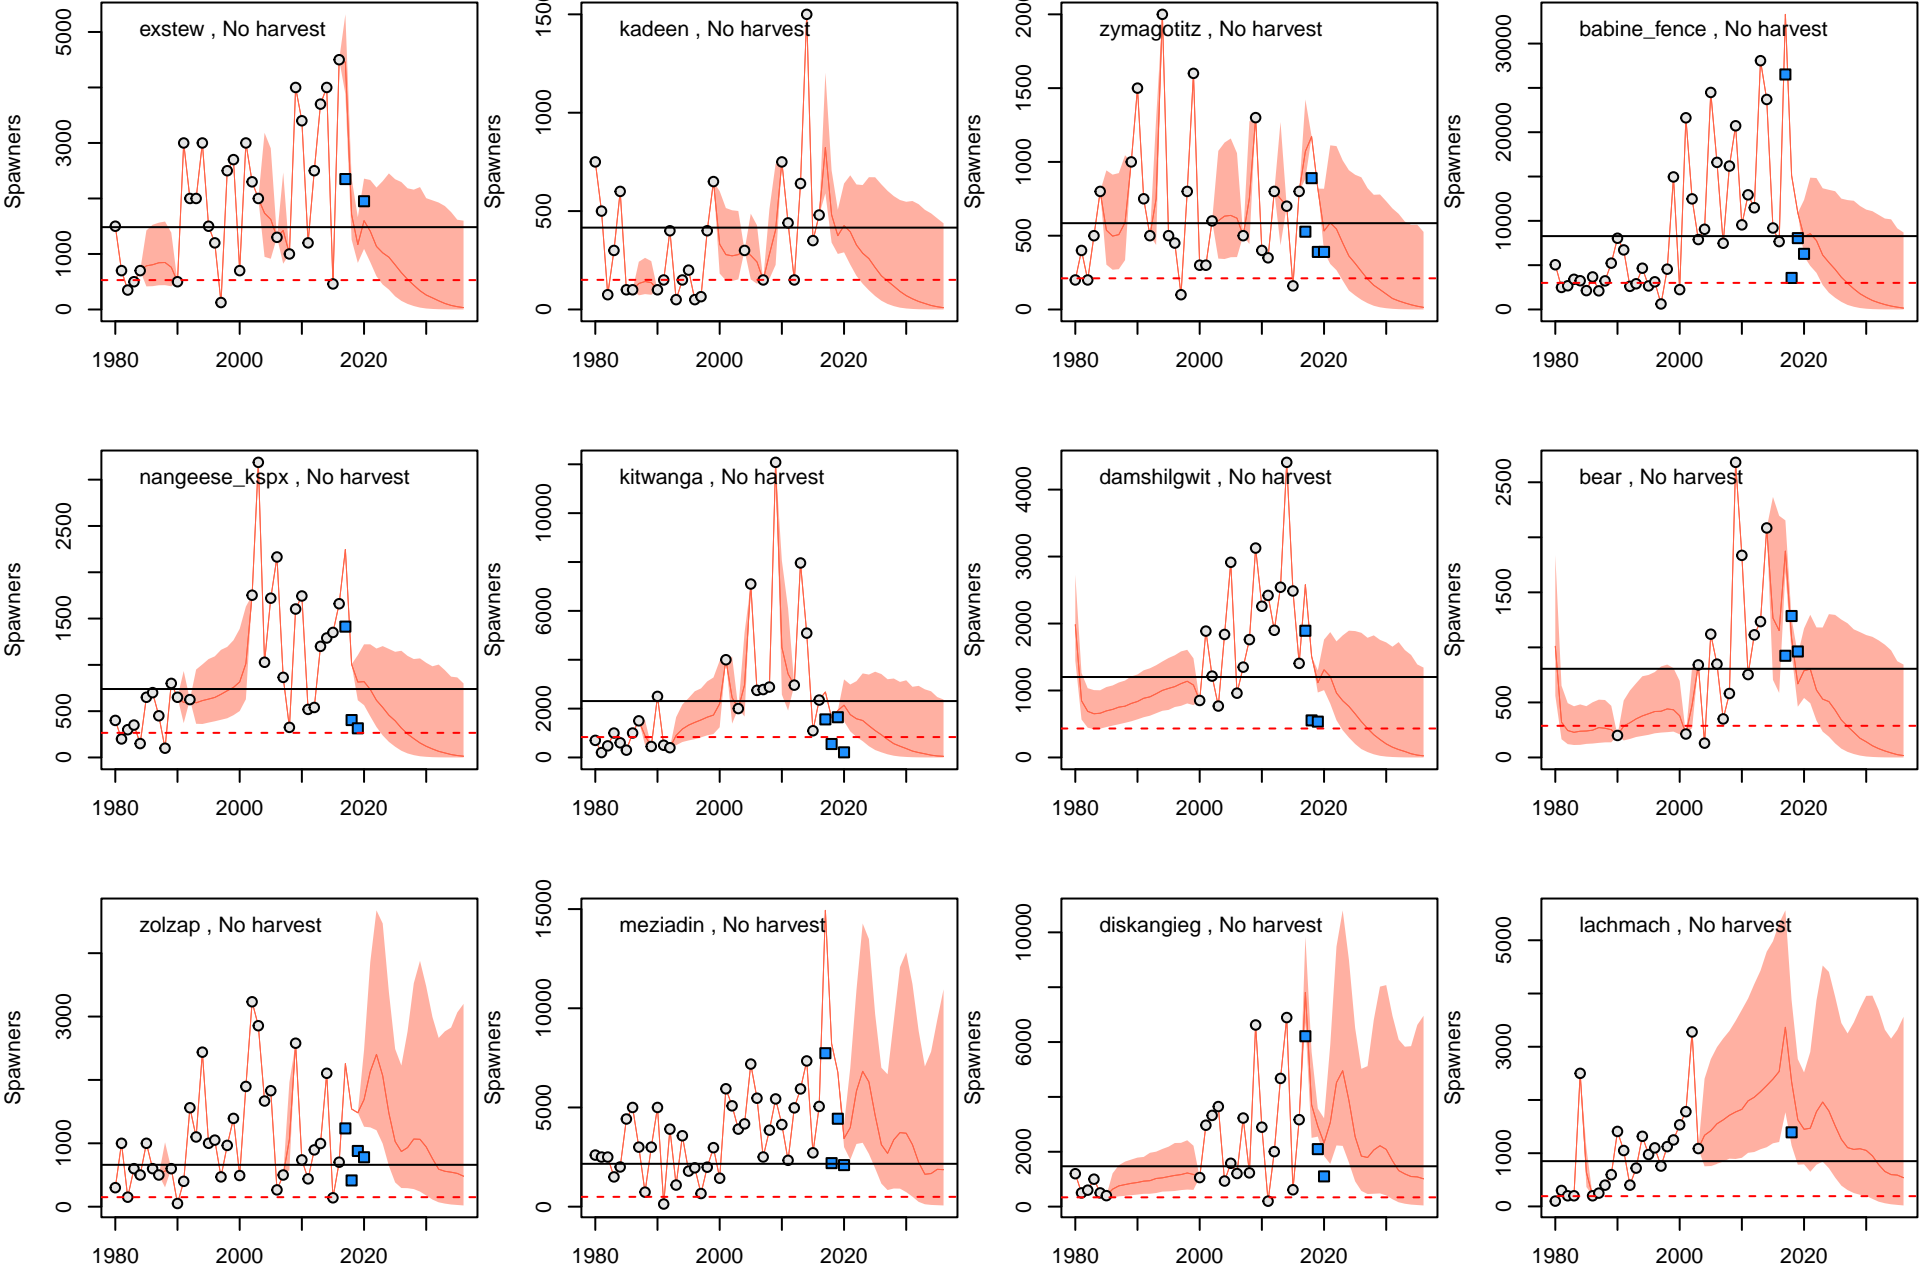 exstew , No harvest
Spawners
0 1000 3000 5000
1980 2000 2020
kadeen , No harvest
Spawners
0 500 1000
1980 2000 2020
zymagotitz , No harvest
Spawners
0 500 1000 1500
1980 2000 2020
babine_fence , No harvest
Spawners
0 10000 20000 30000
1980 2000 2020
nangeese_kspx , No harvest
Spawners
0 500 1500 2500
1980 2000 2020
kitwanga , No harvest
Spawners
0 2000 6000 10000
1980 2000 2020
damshilgwit , No harvest
Spawners
0 1000 2000 3000 4000
1980 2000 2020
bear , No harvest
Spawners
0 500 1500 2500
1980 2000 2020
zolzap , No harvest
Spawners
0 1000 3000
1980 2000 2020
meziadin , No harvest
Spawners
0 5000 10000 15000
1980 2000 2020
diskangieg , No harvest
Spawners
0 2000 6000 10000
1980 2000 2020
lachmach , No harvest
Spawners
0 1000 3000 5000
1980 2000 2020